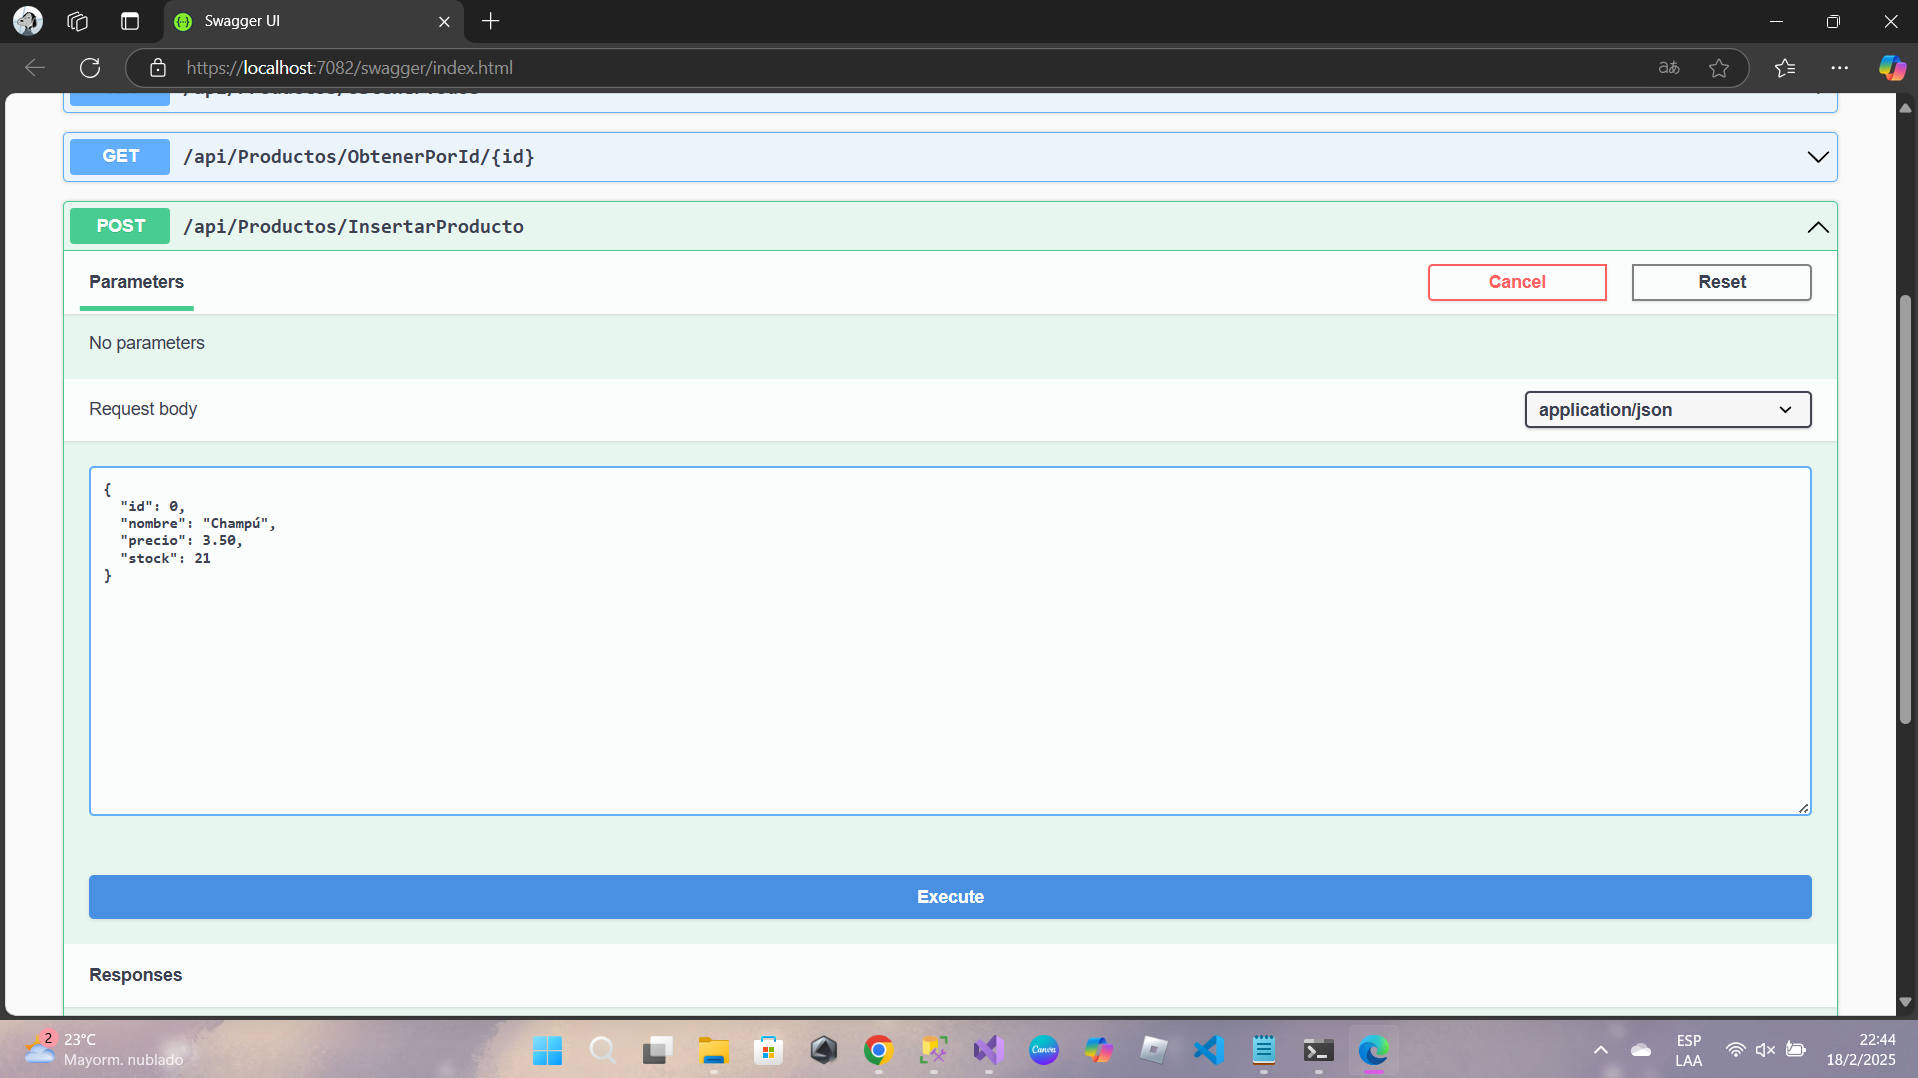 Swagger UI
https://localhost:7082/swagger/index.html
GET /api/Productos/ObtenerPorId/{id}
POST /api/Productos/InsertarProducto
Parameters
Cancel
Reset
No parameters
Request body
application/json
{
"id": 0,
"nombre": "Champú",
"precio": 3.50,
"stock": 21
}
Execute
Responses
2
23°C
Mayorm. nublado
Canva
ESP
LAA
22:44
18/2/2025